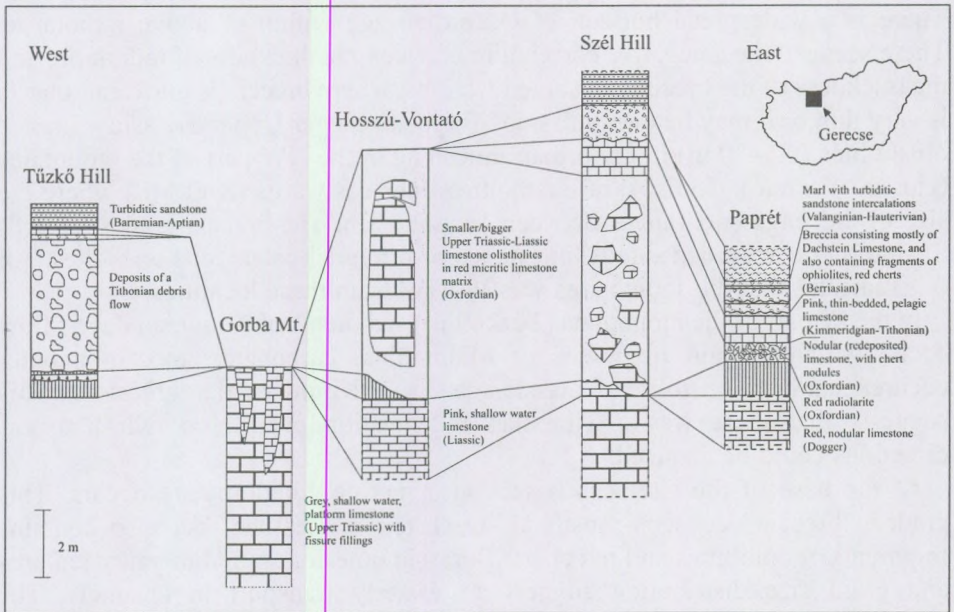 West
Szél Hill
East
Hosszú-Vontató
Gerecse
Tűzkő Hill
Turbiditic sandstone
(Barremian-Aptian)
Deposits of a
Tithonian debris
flow
Gorba Mt.
Smaller/bigger
Upper Triassic-Liassic
limestone olistholites
in red micritic limestone
matrix
(Oxfordian)
Paprét
Marl with turbiditic
sandstone intercalations
(Valanginian-Hauterivian)
Breccia consisting mostly of
Dachstein Limestone, and
also containing fragments of
ophiolites, red cherts
(Berriasian)
Pink, thin-bedded, pelagic
limestone
(Kimmeridgian-Tithonian)
Nodular (redeposited)
limestone, with chert
nodules
(Oxfordian)
Red radiolarite
(Oxfordian)
Red, nodular limestone
(Dogger)
Pink, shallow water
limestone
(Liassic)
Grey, shallow water,
platform limestone
(Upper Triassic) with
fissure fillings
2 m